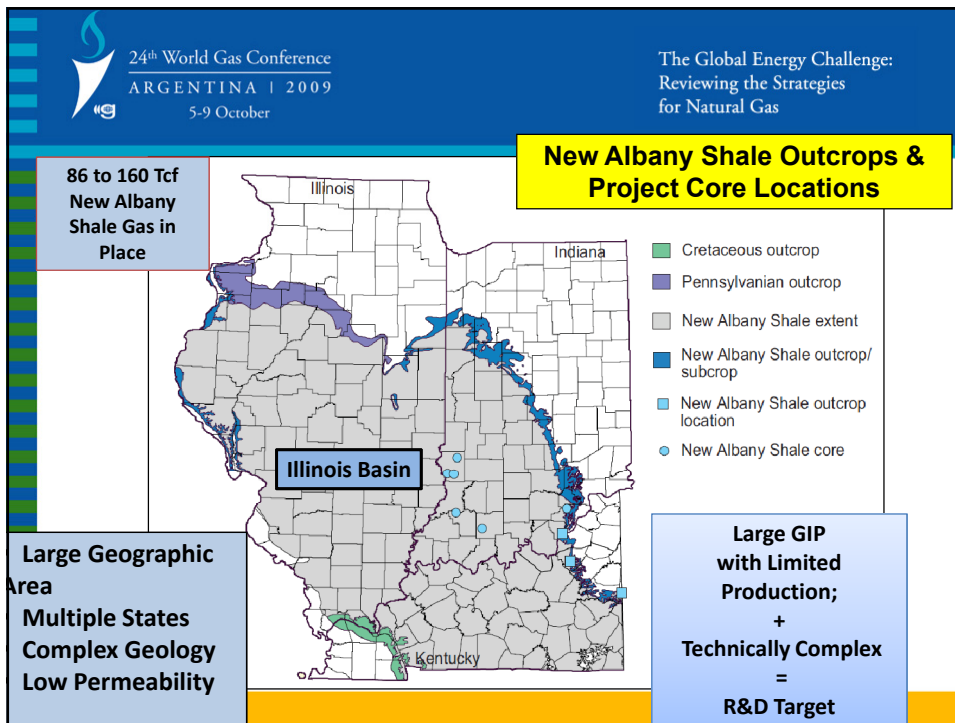 24th World Gas Conference
ARGENTINA | 2009
5-9 October
The Global Energy Challenge:
Reviewing the Strategies
for Natural Gas
86 to 160 Tcf
New Albany
Shale Gas in
Place
New Albany Shale Outcrops &
Project Core Locations
Illinois
Indiana
Kentucky
Illinois Basin
Cretaceous outcrop
Pennsylvanian outcrop
New Albany Shale extent
New Albany Shale outcrop/
subcrop
New Albany Shale outcrop
location
New Albany Shale core
Large Geographic
Area
Multiple States
Complex Geology
Low Permeability
Large GIP
with Limited
Production;
+
Technically Complex
=
R&D Target